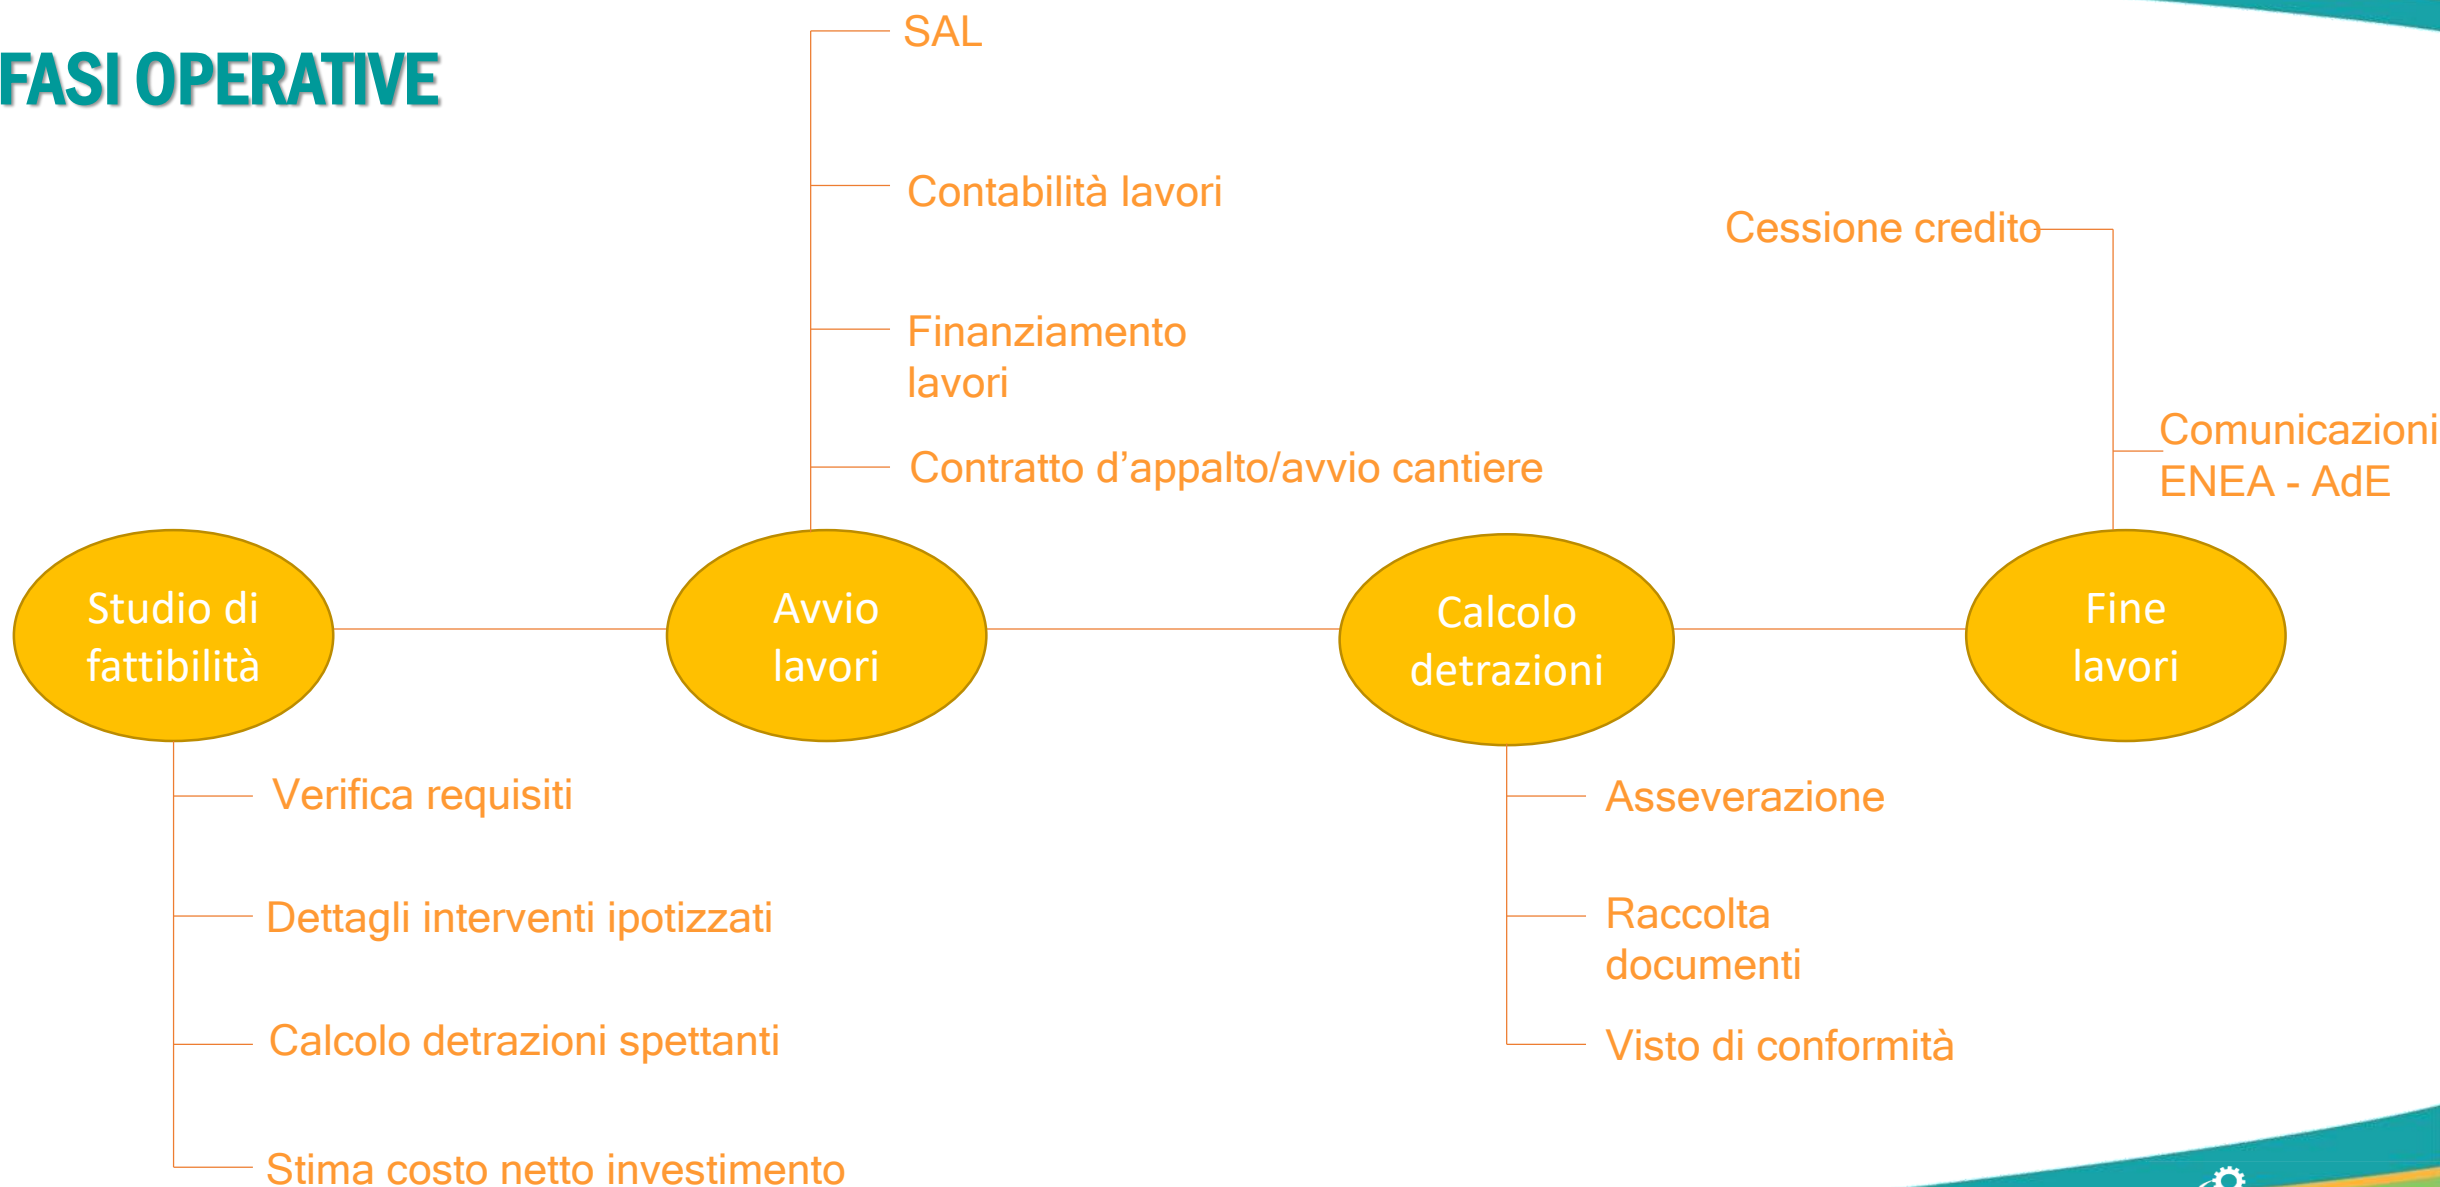 FASI OPERATIVE
SAL
Contabilità lavori
Finanziamento
lavori
Contratto d’appalto/avvio cantiere
Cessione credito
Comunicazioni
ENEA - AdE
Studio di
fattibilità
Avvio
lavori
Calcolo
detrazioni
Fine
lavori
Verifica requisiti
Dettagli interventi ipotizzati
Calcolo detrazioni spettanti
Stima costo netto investimento
Asseverazione
Raccolta
documenti
Visto di conformità